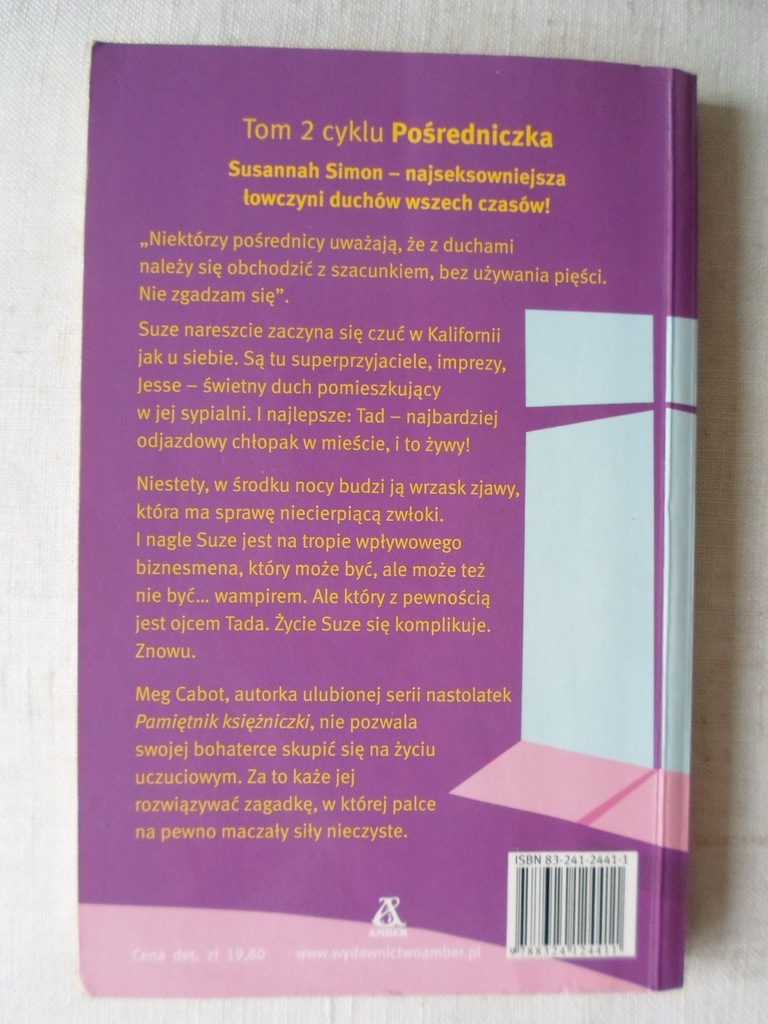 Tom 2 cyklu Pośredniczka
Susannah Simon – najseksowniejsza
łowczyni duchów wszech czasów!
„Niektórzy pośrednicy uważają, że z duchami
należy się obchodzić z szacunkiem, bez używania pięści.
Nie zgadzam się”.
Suze nareszcie zaczyna się czuć w Kalifornii
jak u siebie. Są tu superprzyjaciele, imprezy,
Jesse – świetny duch pomieszkujący
w jej sypialni. I najlepsze: Tad – najbardziej
odjazdowy chłopak w mieście, i to żywy!
Niestety, w środku nocy budzi ją wrzask zjawy,
która ma sprawę niecierpiącą zwłoki.
I nagle Suze jest na tropie wpływowego
biznesmena, który może być, ale może też
nie być... wampirem. Ale który z pewnością
jest ojcem Tada. Życie Suze się komplikuje.
Znowu.
Meg Cabot, autorka ulubionej serii nastolatek
Pamiętnik księżniczki, nie pozwala
swojej bohaterce skupić się na życiu
uczuciowym. Za to każe jej
rozwiązywać zagadkę, w której palce
na pewno maczały siły nieczyste.
ISBN 83-241-2441-1
9788324124411
AMBER
Cena det. zł 19,80 www.wydawnictwoamber.pl